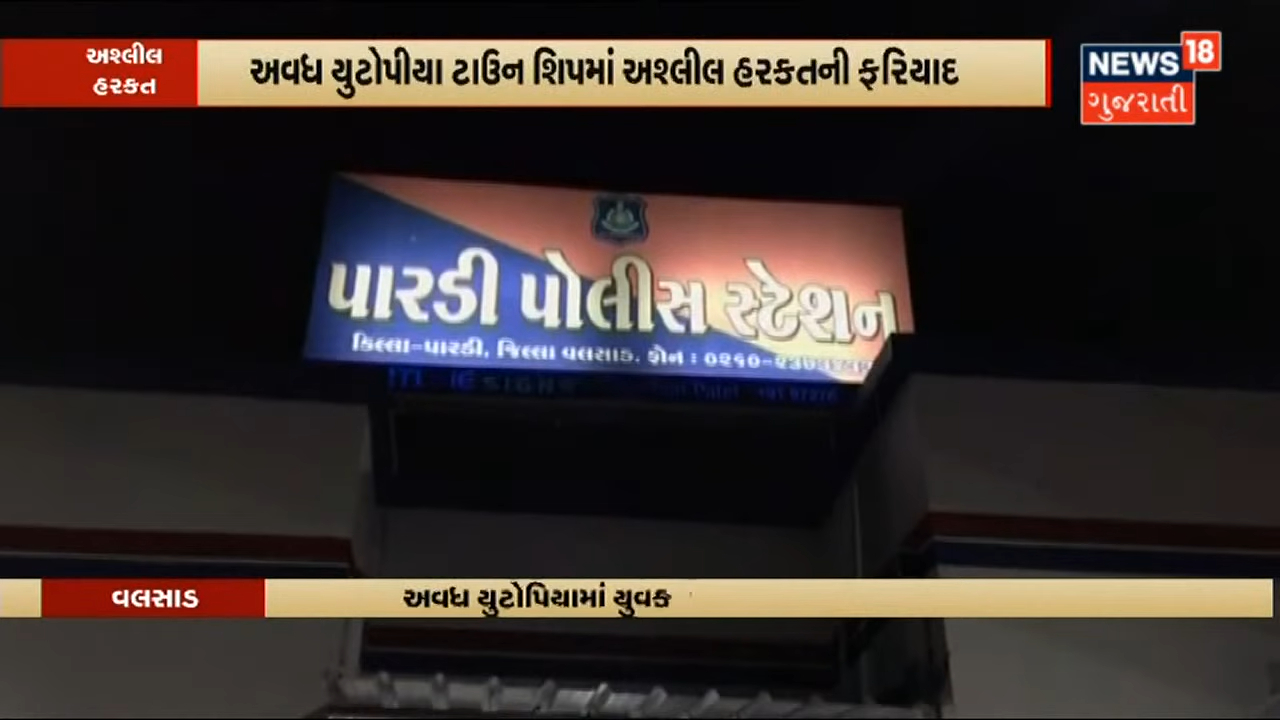 અશ્લીલ
હરકત
અવધ યુટોપીયા ટાઉન શિપમાં અશ્લીલ હરકતની ફરિયાદ
NEWS 18
ગુજરાતી
પારડી પોલીસ સ્ટેશન
કિલ્લા-પારડી, જિલ્લા વલસાડ. ફોન :
વલસાડ
અવધ યુટોપિયામાં યુવક